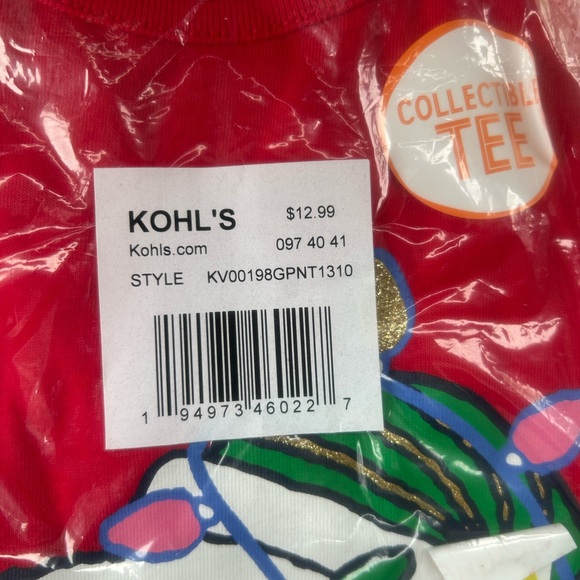 COLLECTIBLE
TEE
KOHL'S $12.99
Kohls.com 097 40 41
STYLE KV00198GPNT1310
1 94973 46022 7